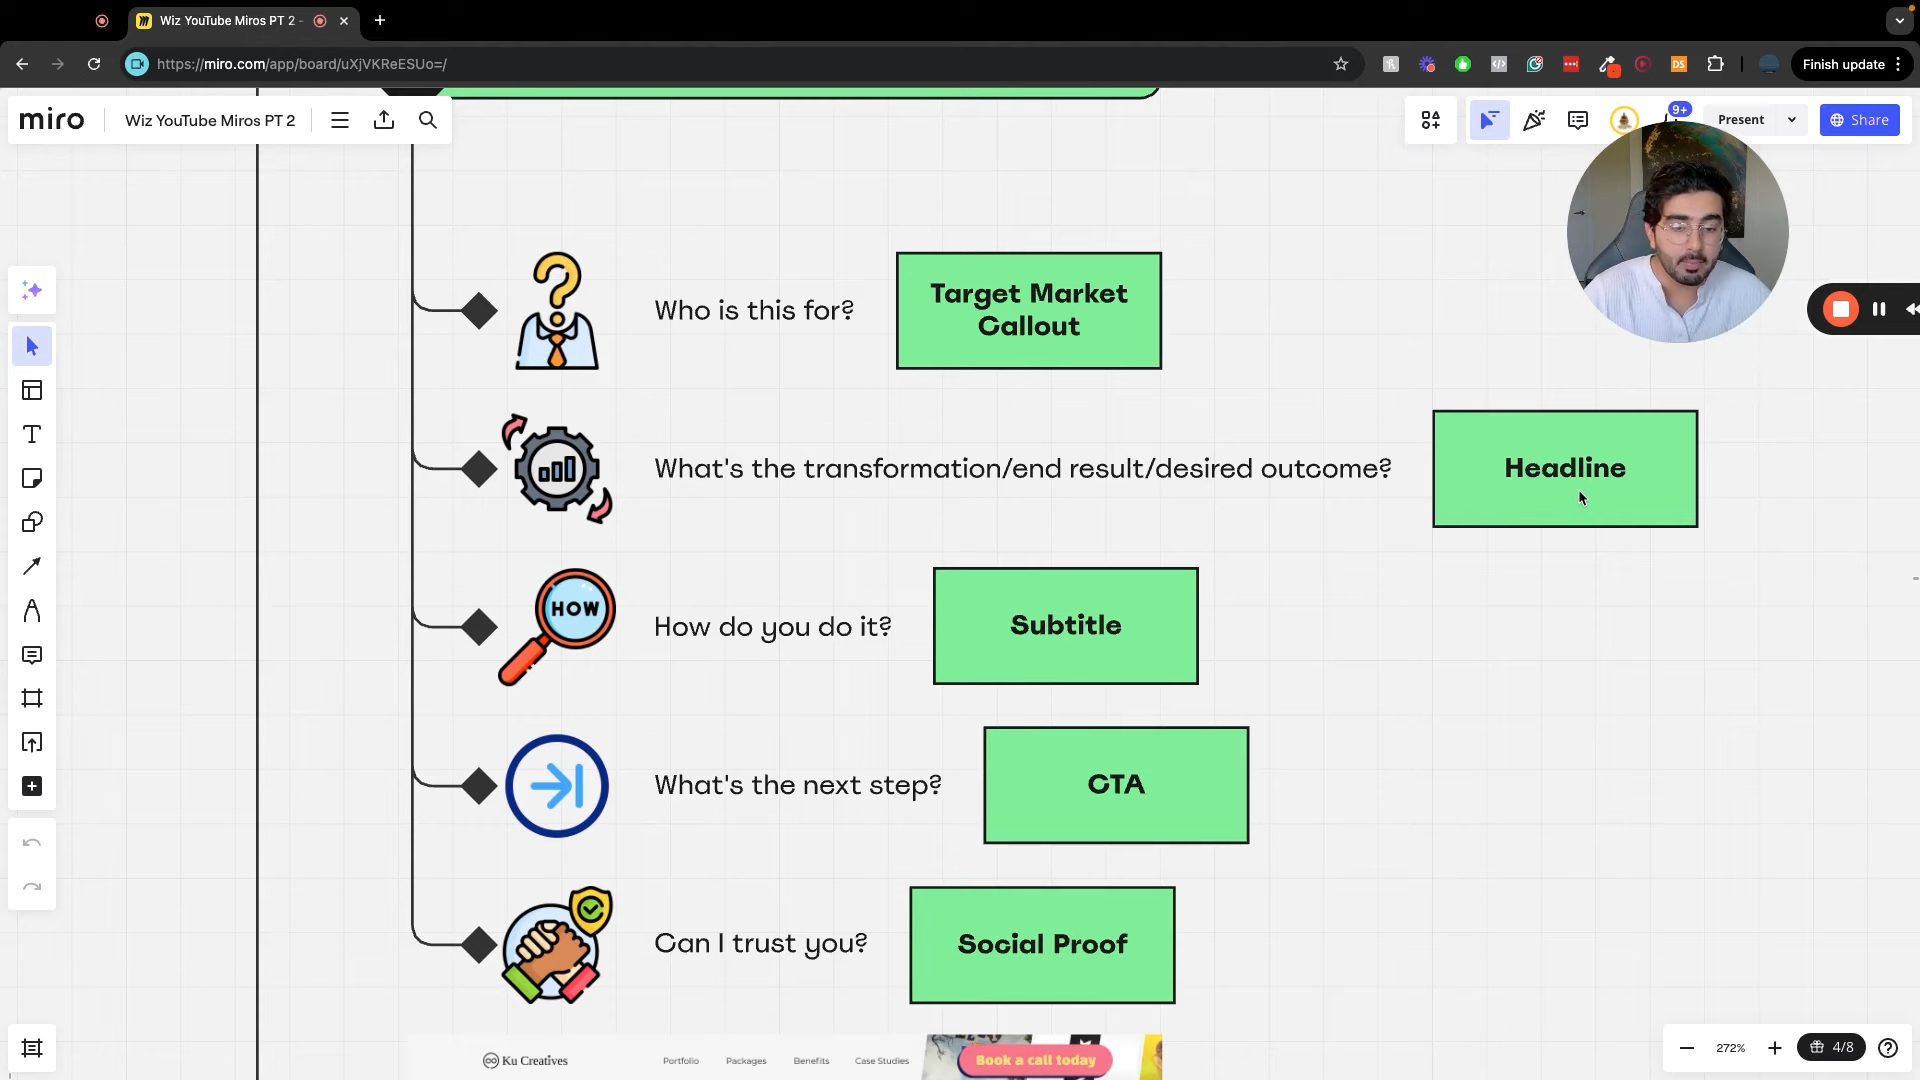 Wiz YouTube Miros PT 2 -
https://miro.com/app/board/uXjVKReESUo=/
DS
Finish update
miro
Wiz YouTube Miros PT 2
9+
Present
Share
Who is this for?
Target Market
Callout
What's the transformation/end result/desired outcome?
Headline
HOW
How do you do it?
Subtitle
What's the next step?
CTA
Can I trust you?
Social Proof
Ku Creatives
Portfolio
Packages
Benefits
Case Studies
Book a call today
272%
4/8